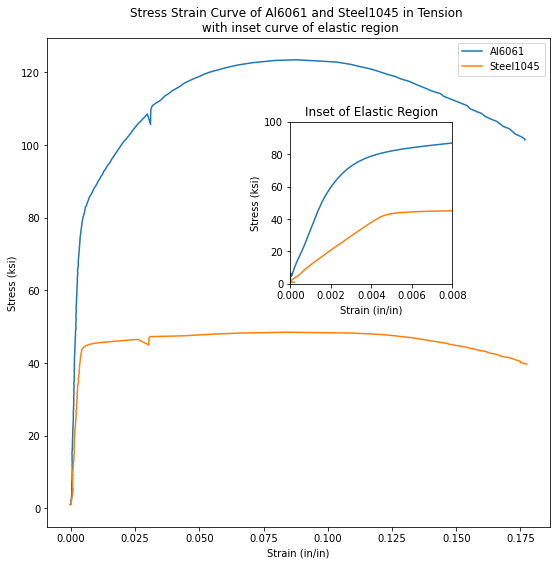 Stress Strain Curve of Al6061 and Steel1045 in Tension
with inset curve of elastic region
Al6061
Steel1045
120
100
80
60
40
20
0
Stress (ksi)
Inset of Elastic Region
100
80
60
40
20
0
Stress (ksi)
0.000 0.002 0.004 0.006 0.008
Strain (in/in)
0.000 0.025 0.050 0.075 0.100 0.125 0.150 0.175
Strain (in/in)